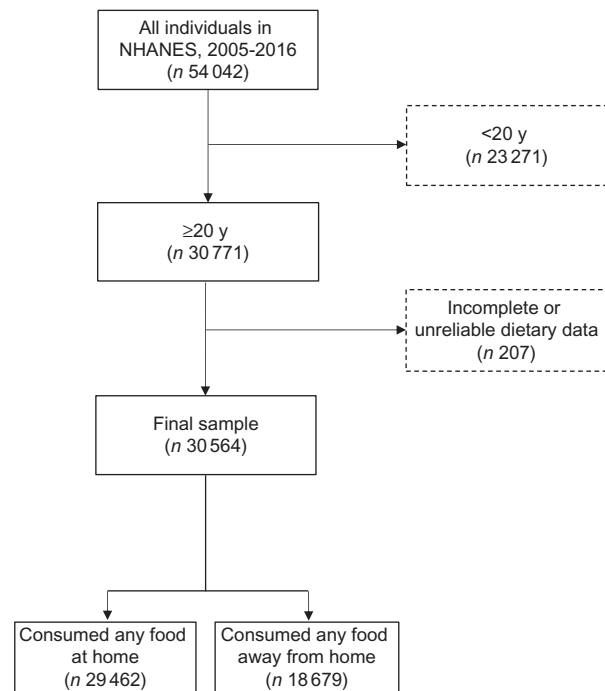 All individuals in
NHANES, 2005-2016
(n 54 042)
<20 y
(n 23 271)
≥20 y
(n 30 771)
Incomplete or
unreliable dietary data
(n 207)
Final sample
(n 30 564)
Consumed any food
at home
(n 29 462)
Consumed any food
away from home
(n 18 679)